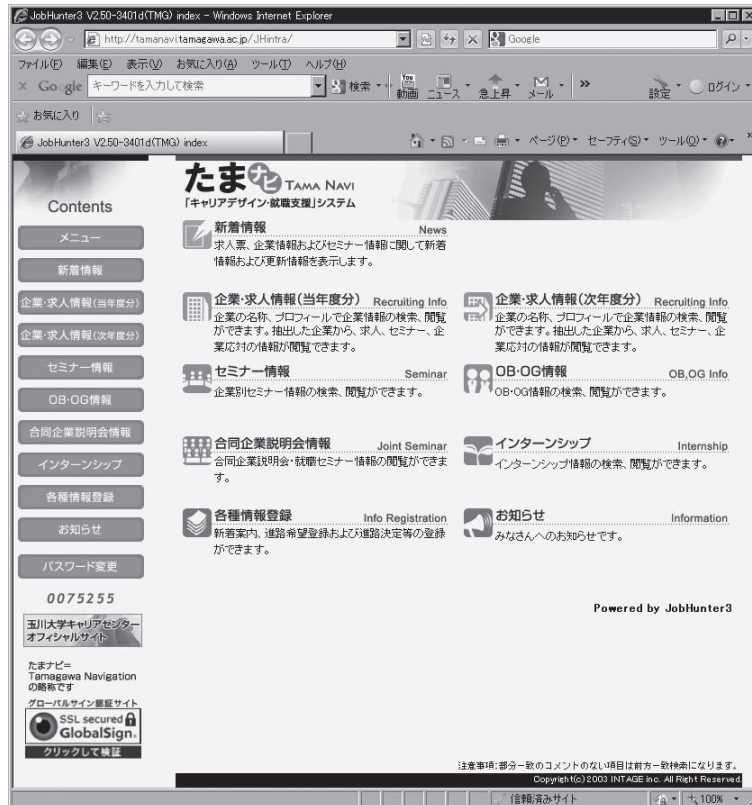 JobHunter3 V2.50-3401d(TMG) index - Windows Internet Explorer
http://tamanavi.tamagawa.ac.jp/JHintra/
Google
ファイル(F) 編集(E) 表示(V) お気に入り(A) ツール(T) ヘルプ(H)
Google キーワードを入力して検索 検索 You Tube 動画 ニュース 急上昇 メール 設定 ログイン
お気に入り
JobHunter3 V2.50-3401d(TMG) index
ページ(P) セーフティ(S) ツール(O)
Contents
メニュー
新着情報
企業・求人情報(当年度分)
企業・求人情報(次年度分)
セミナー情報
OB・OG情報
合同企業説明会情報
インターンシップ
各種情報登録
お知らせ
パスワード変更
0075255
玉川大学キャリアセンター
オフィシャルサイト
たまナビ=
Tamagawa Navigation
の略称です
グローバルサイン認証サイト
SSL secured
GlobalSign.
クリックして検証
たまナビ TAMA NAVI
「キャリアデザイン・就職支援」システム
新着情報 News
求人票、企業情報およびセミナー情報に関して新着
情報および更新情報を表示します。
企業・求人情報(当年度分) Recruiting Info
企業の名称、プロフィールで企業情報の検索、閲覧
ができます。抽出した企業から、求人、セミナー、企
業応対の情報が閲覧できます。
企業・求人情報(次年度分) Recruiting Info
企業の名称、プロフィールで企業情報の検索、閲覧
ができます。抽出した企業から、求人、セミナー、企
業応対の情報が閲覧できます。
セミナー情報 Seminar
企業別セミナー情報の検索、閲覧ができます。
OB・OG情報 OB,OG Info
OB・OG情報の検索、閲覧ができます。
合同企業説明会情報 Joint Seminar
合同企業説明会・就職セミナー情報の閲覧ができま
す。
インターンシップ Internship
インターンシップ情報の検索、閲覧ができます。
各種情報登録 Info Registration
新着案内、進路希望登録および進路決定等の登録
ができます。
お知らせ Information
みなさんへのお知らせです。
Powered by JobHunter3
注意事項:部分一致のコメントのない項目は前方一致検索になります。
Copyright(c)2003 INTAGE inc. All Right Reserved.
信頼済みサイト 100%